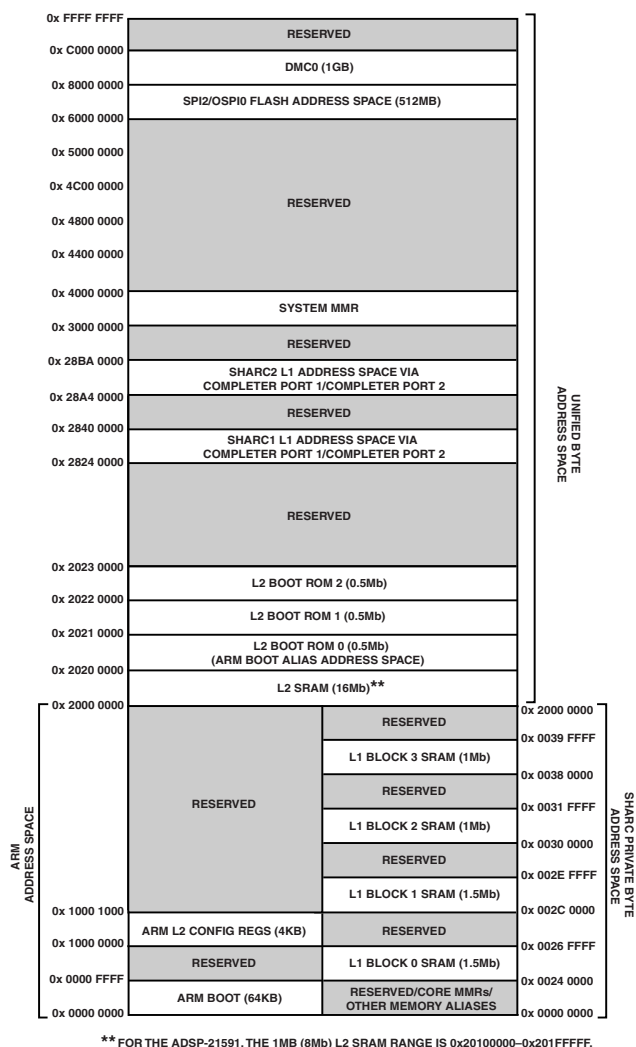 0x FFFF FFFF
RESERVED
0x C000 0000
DMC0 (1GB)
0x 8000 0000
SPI2/OSPI0 FLASH ADDRESS SPACE (512MB)
0x 6000 0000
0x 5000 0000
0x 4C00 0000
RESERVED
0x 4800 0000
0x 4400 0000
0x 4000 0000
SYSTEM MMR
0x 3000 0000
RESERVED
0x 28BA 0000
SHARC2 L1 ADDRESS SPACE VIA
COMPLETER PORT 1/COMPLETER PORT 2
0x 28A4 0000
RESERVED
0x 2840 0000
SHARC1 L1 ADDRESS SPACE VIA
COMPLETER PORT 1/COMPLETER PORT 2
0x 2824 0000
RESERVED
0x 2023 0000
L2 BOOT ROM 2 (0.5Mb)
0x 2022 0000
L2 BOOT ROM 1 (0.5Mb)
0x 2021 0000
L2 BOOT ROM 0 (0.5Mb)
(ARM BOOT ALIAS ADDRESS SPACE)
0x 2020 0000
L2 SRAM (16Mb)**
0x 2000 0000
UNIFIED BYTE
ADDRESS SPACE
ARM
ADDRESS SPACE
RESERVED
0x 1000 1000
ARM L2 CONFIG REGS (4KB)
0x 1000 0000
RESERVED
0x 0000 FFFF
ARM BOOT (64KB)
0x 0000 0000
0x 2000 0000
RESERVED
0x 0039 FFFF
L1 BLOCK 3 SRAM (1Mb)
0x 0038 0000
RESERVED
0x 0031 FFFF
L1 BLOCK 2 SRAM (1Mb)
0x 0030 0000
RESERVED
0x 002E FFFF
L1 BLOCK 1 SRAM (1.5Mb)
0x 002C 0000
RESERVED
0x 0026 FFFF
L1 BLOCK 0 SRAM (1.5Mb)
0x 0024 0000
RESERVED/CORE MMRs/
OTHER MEMORY ALIASES
0x 0000 0000
SHARC PRIVATE BYTE
ADDRESS SPACE
** FOR THE ADSP-21591, THE 1MB (8Mb) L2 SRAM RANGE IS 0x20100000–0x201FFFFF.